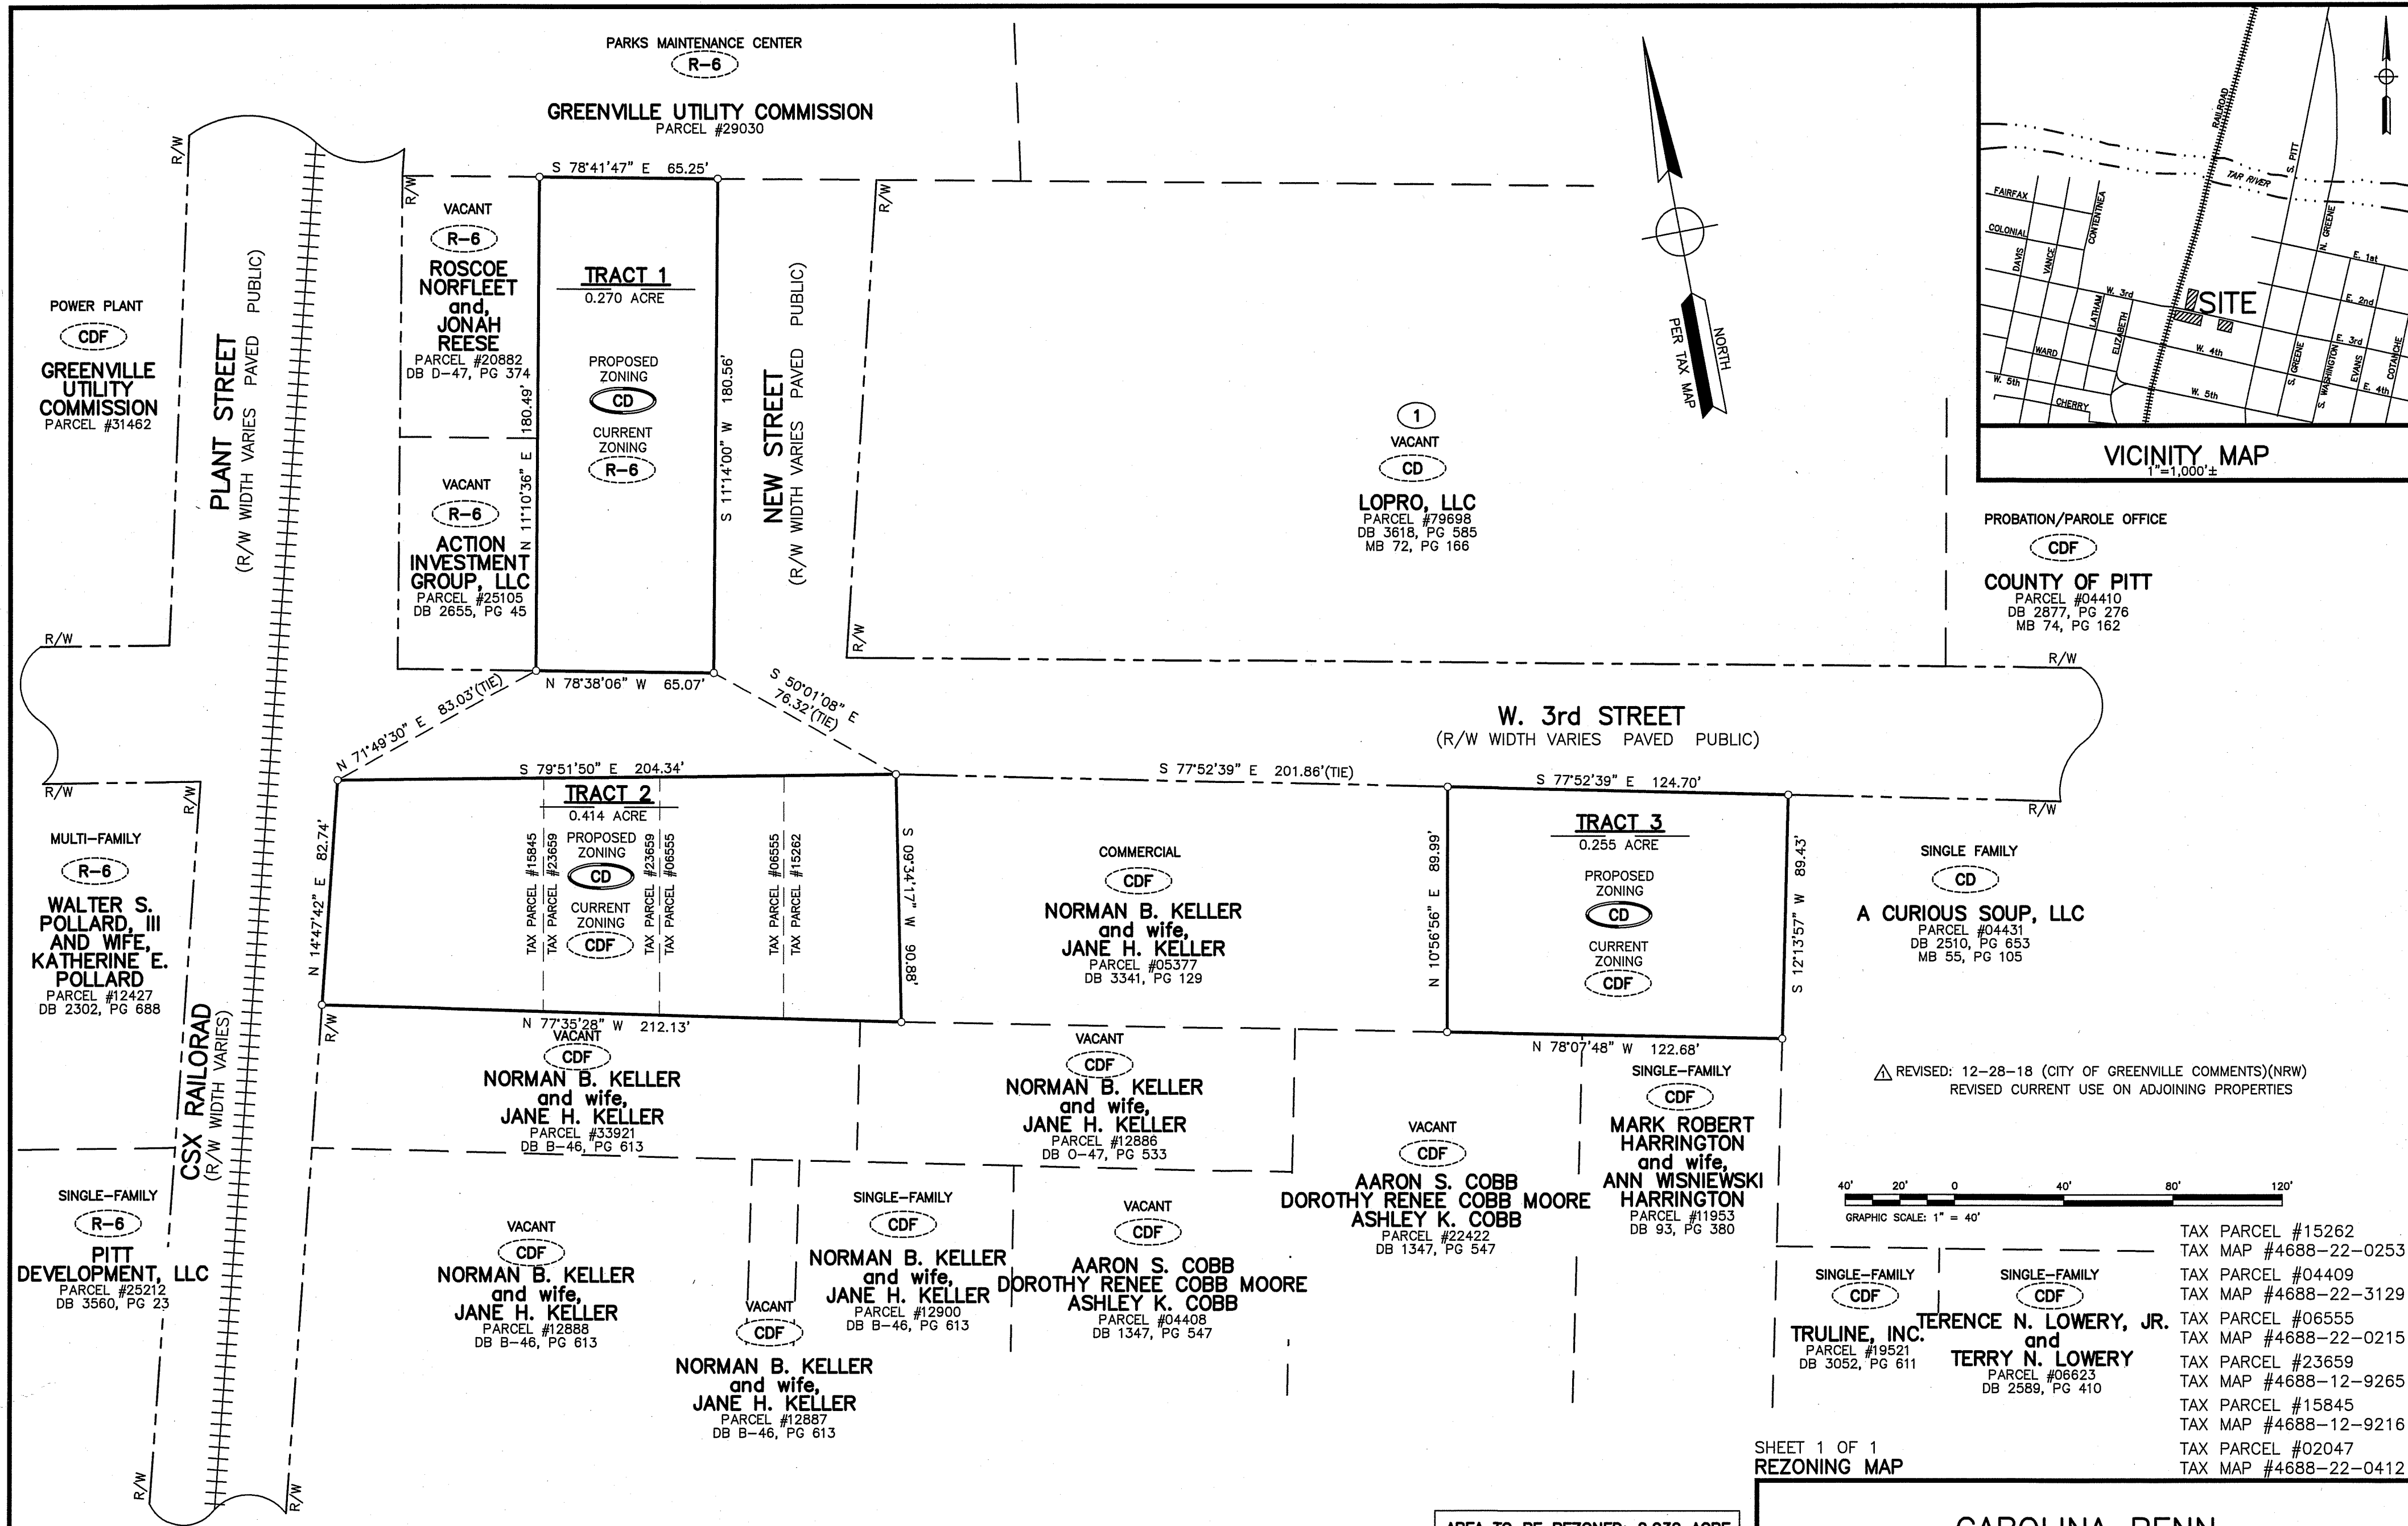 PARKS MAINTENANCE CENTER
R-6
GREENVILLE UTILITY COMMISSION
PARCEL #29030
R/W
R/W
R/W
S 78°41'47" E 65.25'
VACANT
R-6
ROSCOE
NORFLEET
and,
JONAH
REESE
PARCEL #20882
DB D-47, PG 374
TRACT 1
0.270 ACRE
PROPOSED
ZONING
CD
CURRENT
ZONING
R-6
N 11°10'36" E 180.49'
S 11°14'00" W 180.56'
NEW STREET
(R/W WIDTH VARIES PAVED PUBLIC)
POWER PLANT
CDF
GREENVILLE
UTILITY
COMMISSION
PARCEL #31462
PLANT STREET
(R/W WIDTH VARIES PAVED PUBLIC)
VACANT
R-6
ACTION
INVESTMENT
GROUP, LLC
PARCEL #25105
DB 2655, PG 45
NORTH
PER TAX MAP
1
VACANT
CD
LOPRO, LLC
PARCEL #79698
DB 3618, PG 585
MB 72, PG 166
RAILROAD
S. PITT
TAR RIVER
FAIRFAX
COLONIAL
DAVIS
VANCE
CONTENTNEA
N. GREENE
E. 1st
W. 3rd
SITE
E. 2nd
LATHAM
ELIZABETH
WARD
W. 4th
E. 3rd
S. GREENE
S. WASHINGTON
EVANS
COTANCHE
W. 5th
W. 5th
E. 4th
CHERRY
VICINITY MAP
1"=1,000'±
PROBATION/PAROLE OFFICE
CDF
COUNTY OF PITT
PARCEL #04410
DB 2877, PG 276
MB 74, PG 162
R/W
R/W
R/W
N 78°38'06" W 65.07'
N 71°49'30" E 83.03'(TIE)
S 50°01'08" E
76.32'(TIE)
W. 3rd STREET
(R/W WIDTH VARIES PAVED PUBLIC)
R/W
R/W
R/W
S 79°51'50" E 204.34'
S 77°52'39" E 201.86'(TIE)
S 77°52'39" E 124.70'
TRACT 2
0.414 ACRE
PROPOSED
ZONING
CD
CURRENT
ZONING
CDF
TAX PARCEL #15845
TAX PARCEL #23659
TAX PARCEL #23659
TAX PARCEL #06555
TAX PARCEL #06555
TAX PARCEL #15262
N 14°47'42" E 82.74'
S 09°34'17" W 90.88'
N 77°35'28" W 212.13'
MULTI-FAMILY
R-6
WALTER S.
POLLARD, III
AND WIFE,
KATHERINE E.
POLLARD
PARCEL #12427
DB 2302, PG 688
COMMERCIAL
CDF
NORMAN B. KELLER
and wife,
JANE H. KELLER
PARCEL #05377
DB 3341, PG 129
TRACT 3
0.255 ACRE
PROPOSED
ZONING
CD
CURRENT
ZONING
CDF
N 10°56'56" E 89.99'
S 12°13'57" W 89.43'
N 78°07'48" W 122.68'
SINGLE FAMILY
CD
A CURIOUS SOUP, LLC
PARCEL #04431
DB 2510, PG 653
MB 55, PG 105
CSX RAILORAD
(R/W WIDTH VARIES)
R/W
VACANT
CDF
NORMAN B. KELLER
and wife,
JANE H. KELLER
PARCEL #33921
DB B-46, PG 613
VACANT
CDF
NORMAN B. KELLER
and wife,
JANE H. KELLER
PARCEL #12886
DB O-47, PG 533
SINGLE-FAMILY
CDF
MARK ROBERT
HARRINGTON
and wife,
ANN WISNIEWSKI
HARRINGTON
PARCEL #11953
DB 93, PG 380
1 REVISED: 12-28-18 (CITY OF GREENVILLE COMMENTS)(NRW)
REVISED CURRENT USE ON ADJOINING PROPERTIES
VACANT
CDF
AARON S. COBB
DOROTHY RENEE COBB MOORE
ASHLEY K. COBB
PARCEL #22422
DB 1347, PG 547
SINGLE-FAMILY
R-6
PITT
DEVELOPMENT, LLC
PARCEL #25212
DB 3560, PG 23
VACANT
CDF
NORMAN B. KELLER
and wife,
JANE H. KELLER
PARCEL #12888
DB B-46, PG 613
VACANT
CDF
NORMAN B. KELLER
and wife,
JANE H. KELLER
PARCEL #12887
DB B-46, PG 613
SINGLE-FAMILY
CDF
NORMAN B. KELLER
and wife,
JANE H. KELLER
PARCEL #12900
DB B-46, PG 613
VACANT
CDF
AARON S. COBB
DOROTHY RENEE COBB MOORE
ASHLEY K. COBB
PARCEL #04408
DB 1347, PG 547
40' 20' 0 40' 80' 120'
GRAPHIC SCALE: 1" = 40'
SINGLE-FAMILY
CDF
TRULINE, INC.
PARCEL #19521
DB 3052, PG 611
SINGLE-FAMILY
CDF
TERENCE N. LOWERY, JR.
and
TERRY N. LOWERY
PARCEL #06623
DB 2589, PG 410
TAX PARCEL #15262
TAX MAP #4688-22-0253
TAX PARCEL #04409
TAX MAP #4688-22-3129
TAX PARCEL #06555
TAX MAP #4688-22-0215
TAX PARCEL #23659
TAX MAP #4688-12-9265
TAX PARCEL #15845
TAX MAP #4688-12-9216
TAX PARCEL #02047
TAX MAP #4688-22-0412
R/W
R/W
SHEET 1 OF 1
REZONING MAP
AREA TO BE REZONED: 0.939 ACRE
CAROLINA PENN